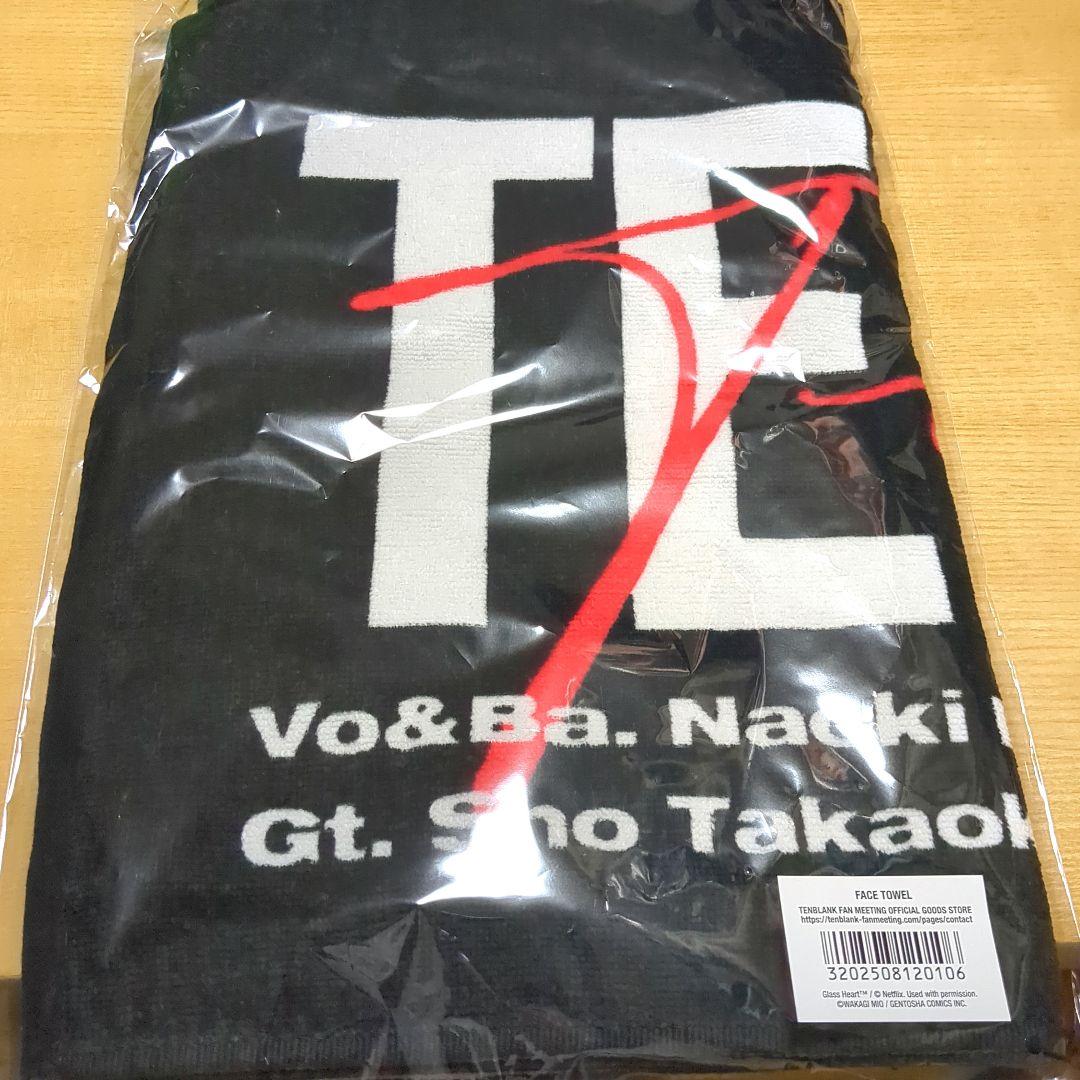 TE
Vo&Ba. Naoki
Gt. Sho Takaok
FACE TOWEL
TENBLANK FAN MEETING OFFICIAL GOODS STORE
https://tenblank-fanmeeting.com/pages/contact
3202508120106
Glass Heart™ / © Netflix. Used with permission.
©WAKAGI MIO / GENTOSHA COMICS INC.